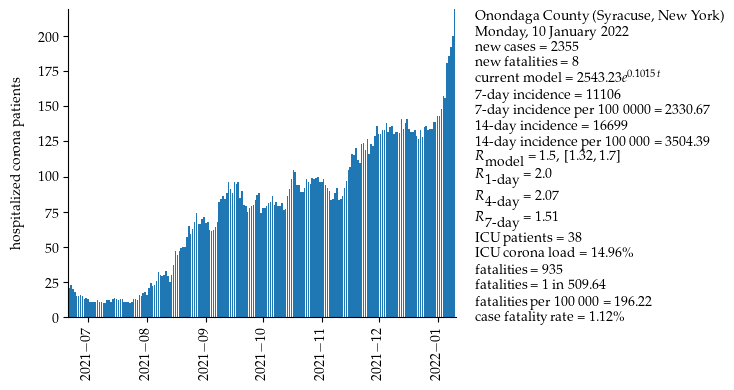 hospitalized corona patients
200
175
150
125
100
75
50
25
0
2021−07
2021−08
2021−09
2021−10
2021−11
2021−12
2022−01
Onondaga County (Syracuse, New York)
Monday, 10 January 2022
new cases = 2355
new fatalities = 8
current model = 2543.23e^0.1015 t
7-day incidence = 11106
7-day incidence per 100 0000 = 2330.67
14-day incidence = 16699
14-day incidence per 100 000 = 3504.39
R model = 1.5, [1.32, 1.7]
R 1-day = 2.0
R 4-day = 2.07
R 7-day = 1.51
ICU patients = 38
ICU corona load = 14.96%
fatalities = 935
fatalities = 1 in 509.64
fatalities per 100 000 = 196.22
case fatality rate = 1.12%